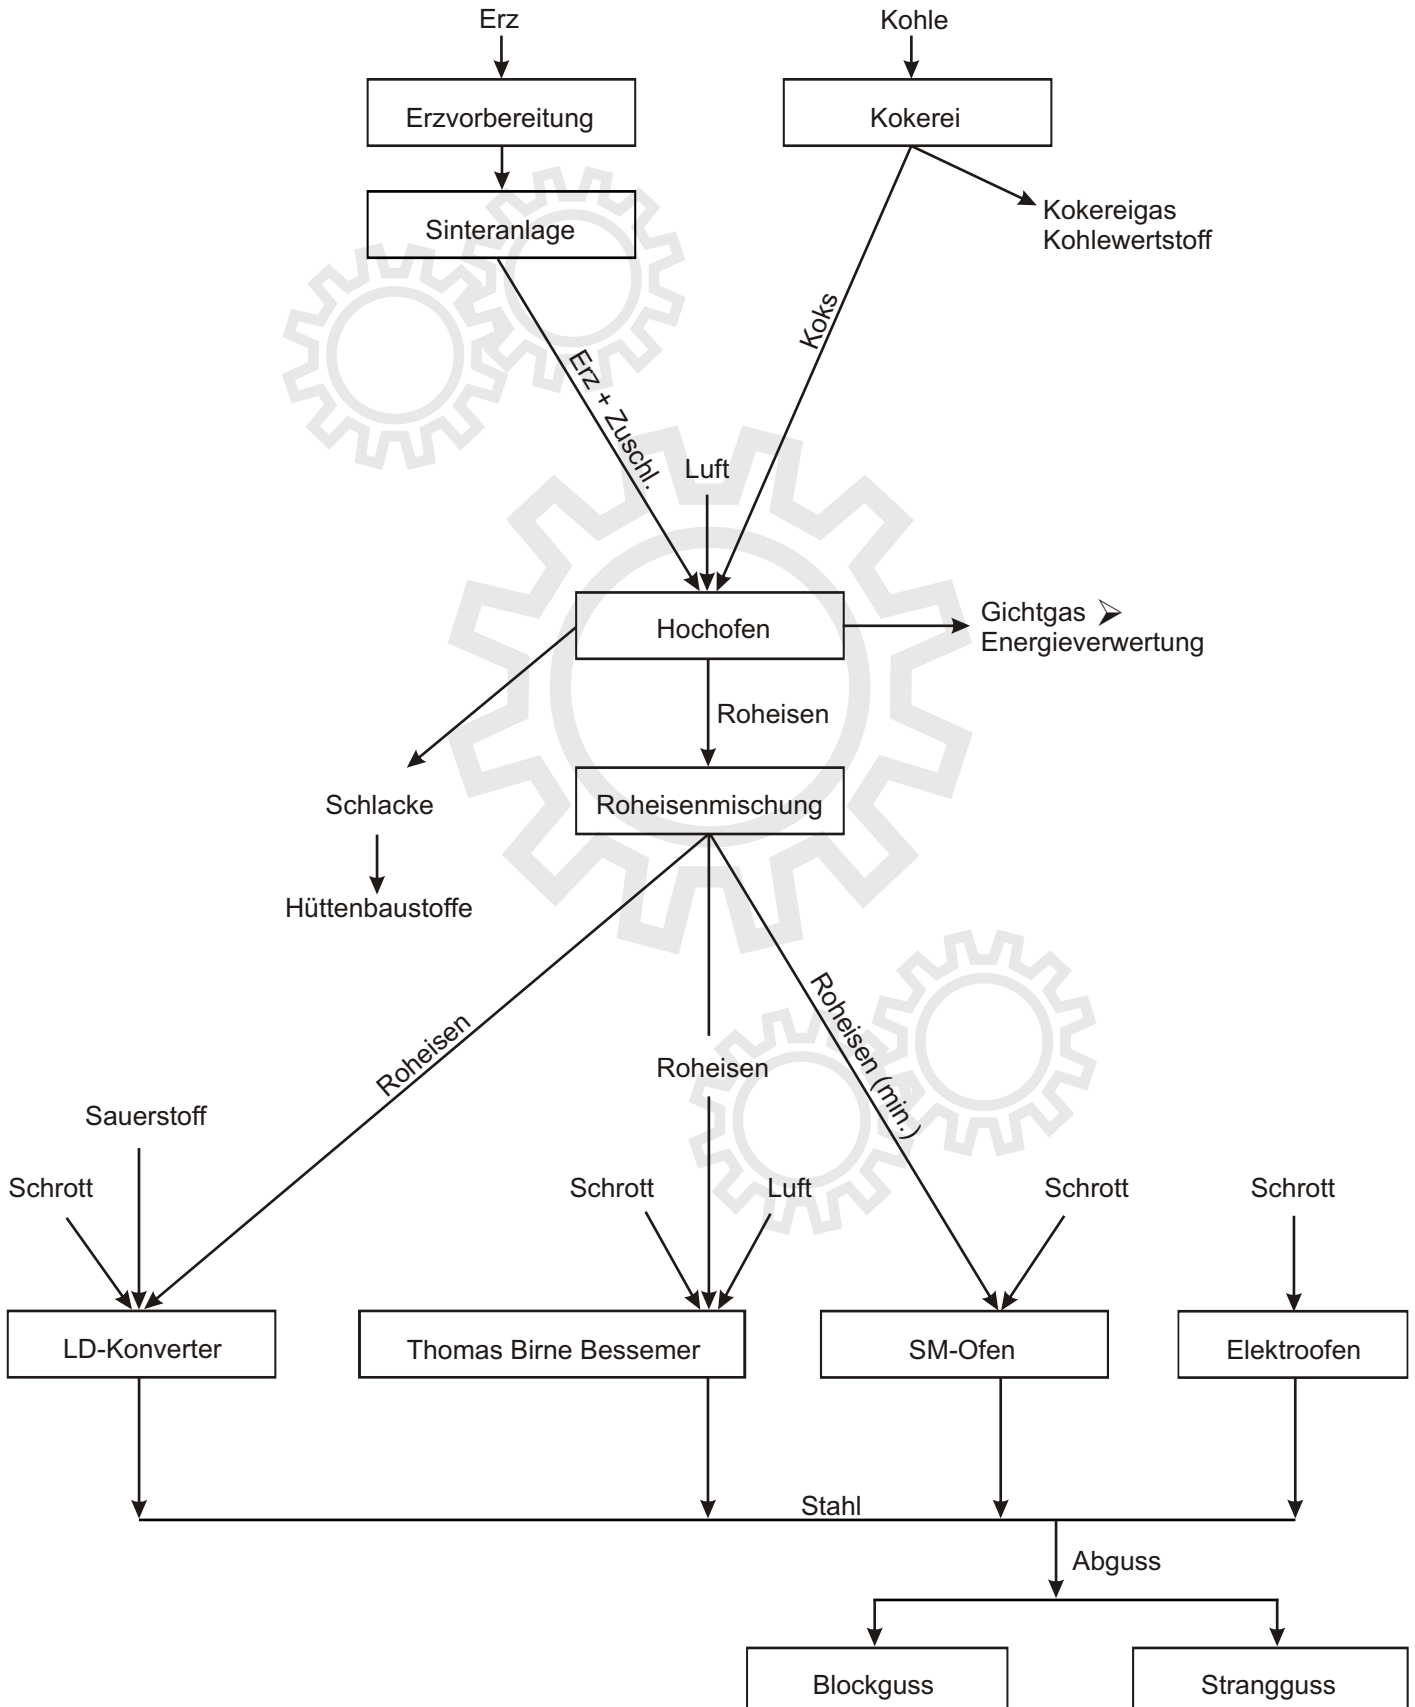 Erz
Kohle
Erzvorbereitung
Kokerei
Sinteranlage
Kokereigas
Kohlewertstoff
Koks
Erz + Zuschl.
Luft
Hochofen
Gichtgas ➢
Energieverwertung
Roheisen
Schlacke
Roheisenmischung
Hüttenbaustoffe
Roheisen
Roheisen
Roheisen (min.)
Sauerstoff
Schrott
Schrott
Luft
Schrott
Schrott
LD-Konverter
Thomas Birne Bessemer
SM-Ofen
Elektroofen
Stahl
Abguss
Blockguss
Strangguss